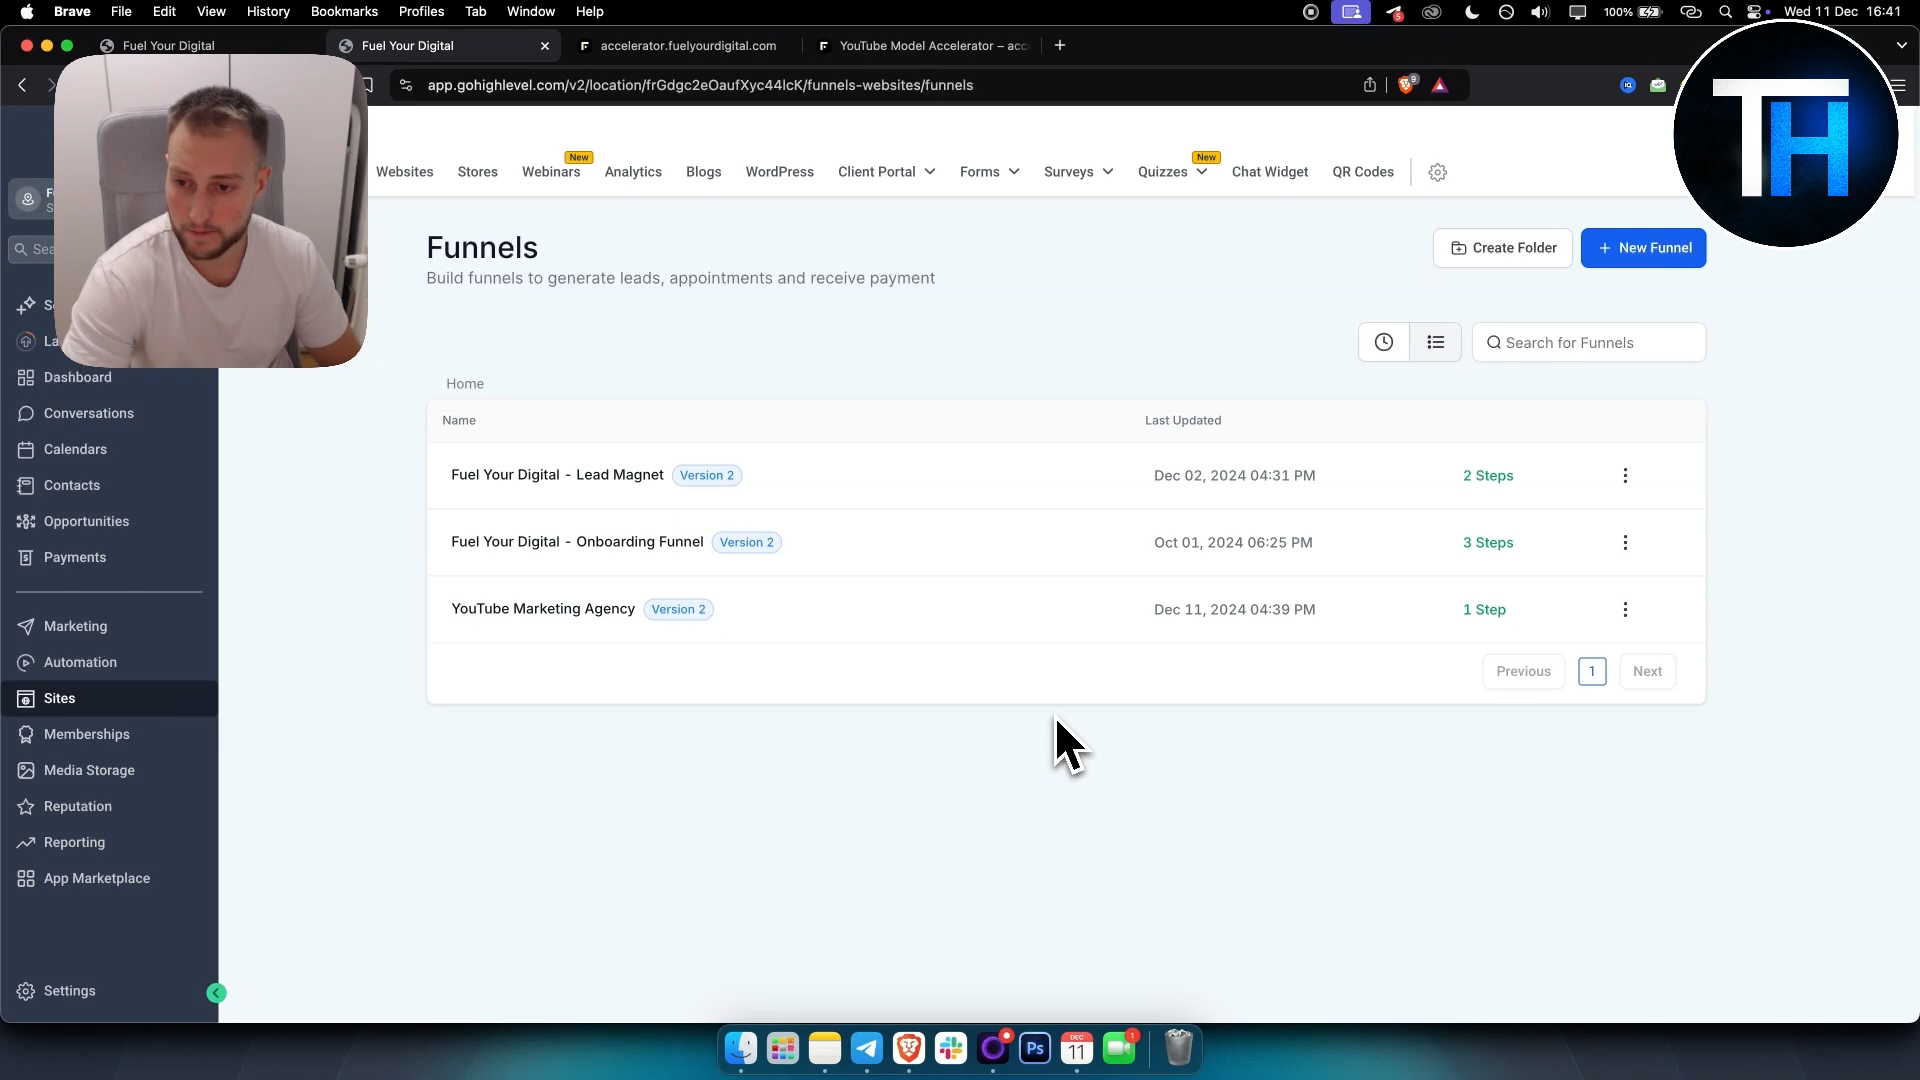 Brave File Edit View History Bookmarks Profiles Tab Window Help
5
100%
Wed 11 Dec 16:41
Fuel Your Digital
Fuel Your Digital
accelerator.fuelyourdigital.com
YouTube Model Accelerator – acc
app.gohighlevel.com/v2/location/frGdgc2eOaufXyc44lcK/funnels-websites/funnels
9
TH
Websites
Stores
New
Webinars
Analytics
Blogs
WordPress
Client Portal
Forms
Surveys
New
Quizzes
Chat Widget
QR Codes
Funnels
Build funnels to generate leads, appointments and receive payment
Create Folder
+ New Funnel
Search for Funnels
Home
Name
Last Updated
Fuel Your Digital - Lead Magnet
Version 2
Dec 02, 2024 04:31 PM
2 Steps
Fuel Your Digital - Onboarding Funnel
Version 2
Oct 01, 2024 06:25 PM
3 Steps
YouTube Marketing Agency
Version 2
Dec 11, 2024 04:39 PM
1 Step
Previous
1
Next
Dashboard
Conversations
Calendars
Contacts
Opportunities
Payments
Marketing
Automation
Sites
Memberships
Media Storage
Reputation
Reporting
App Marketplace
Settings
Ps
DEC
11
1